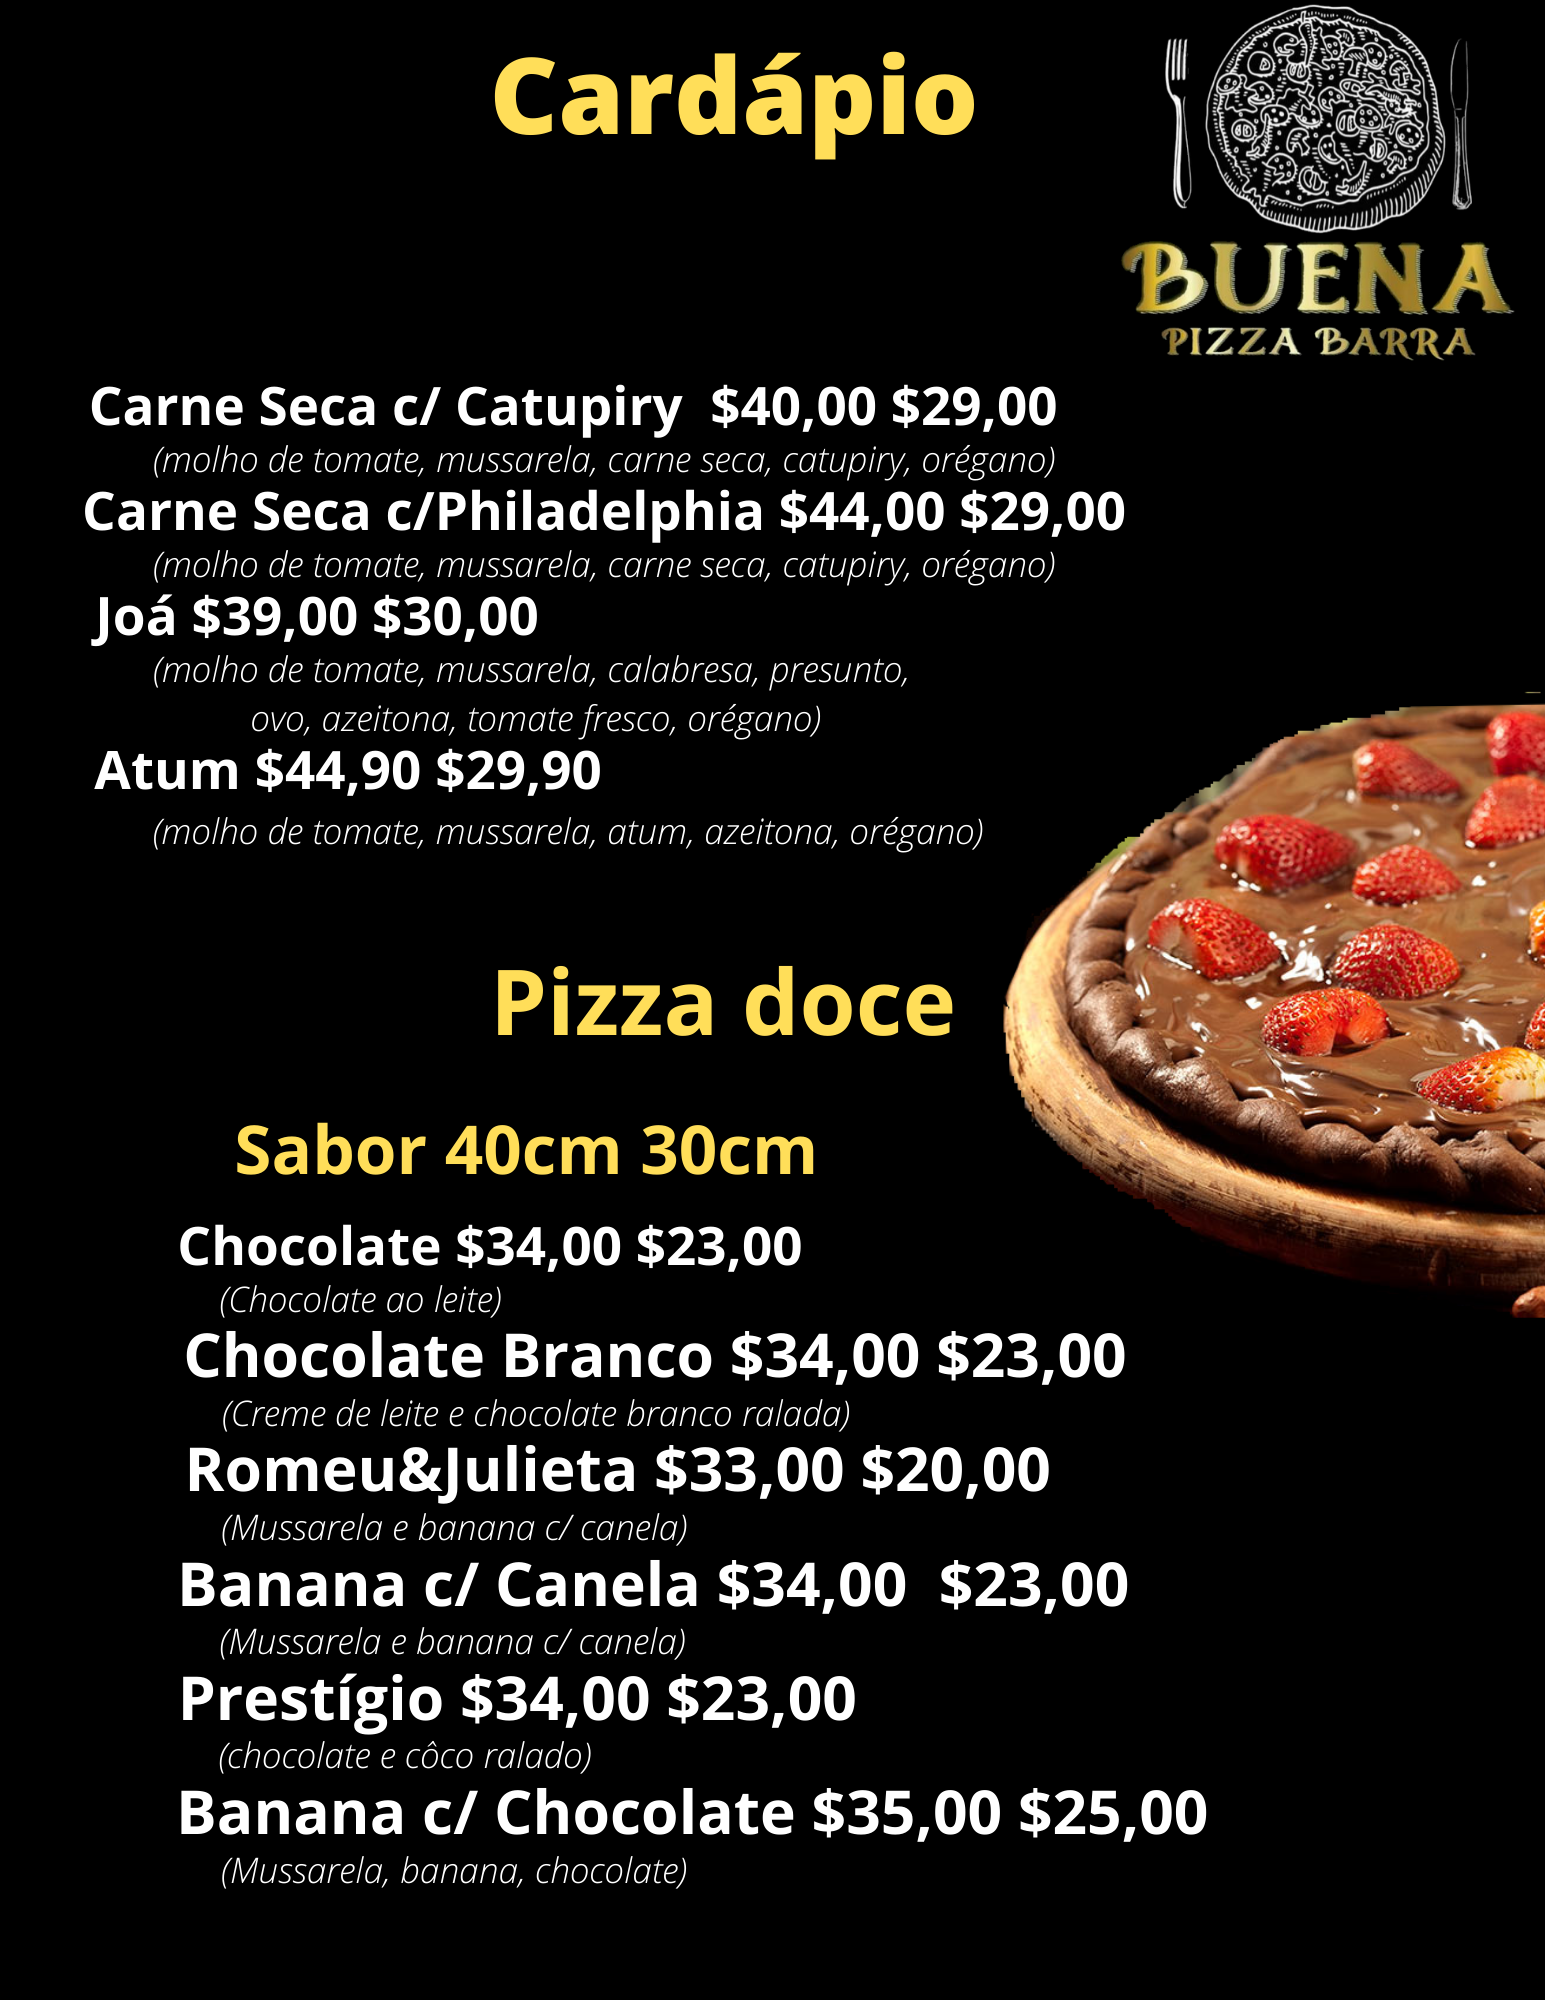 Cardápio
BUENA
PIZZA BARRA
Carne Seca c/ Catupiry $40,00 $29,00
(molho de tomate, mussarela, carne seca, catupiry, orégano)
Carne Seca c/Philadelphia $44,00 $29,00
(molho de tomate, mussarela, carne seca, catupiry, orégano)
Joá $39,00 $30,00
(molho de tomate, mussarela, calabresa, presunto,
ovo, azeitona, tomate fresco, orégano)
Atum $44,90 $29,90
(molho de tomate, mussarela, atum, azeitona, orégano)
Pizza doce
Sabor 40cm 30cm
Chocolate $34,00 $23,00
(Chocolate ao leite)
Chocolate Branco $34,00 $23,00
(Creme de leite e chocolate branco ralada)
Romeu&Julieta $33,00 $20,00
(Mussarela e banana c/ canela)
Banana c/ Canela $34,00 $23,00
(Mussarela e banana c/ canela)
Prestígio $34,00 $23,00
(chocolate e côco ralado)
Banana c/ Chocolate $35,00 $25,00
(Mussarela, banana, chocolate)